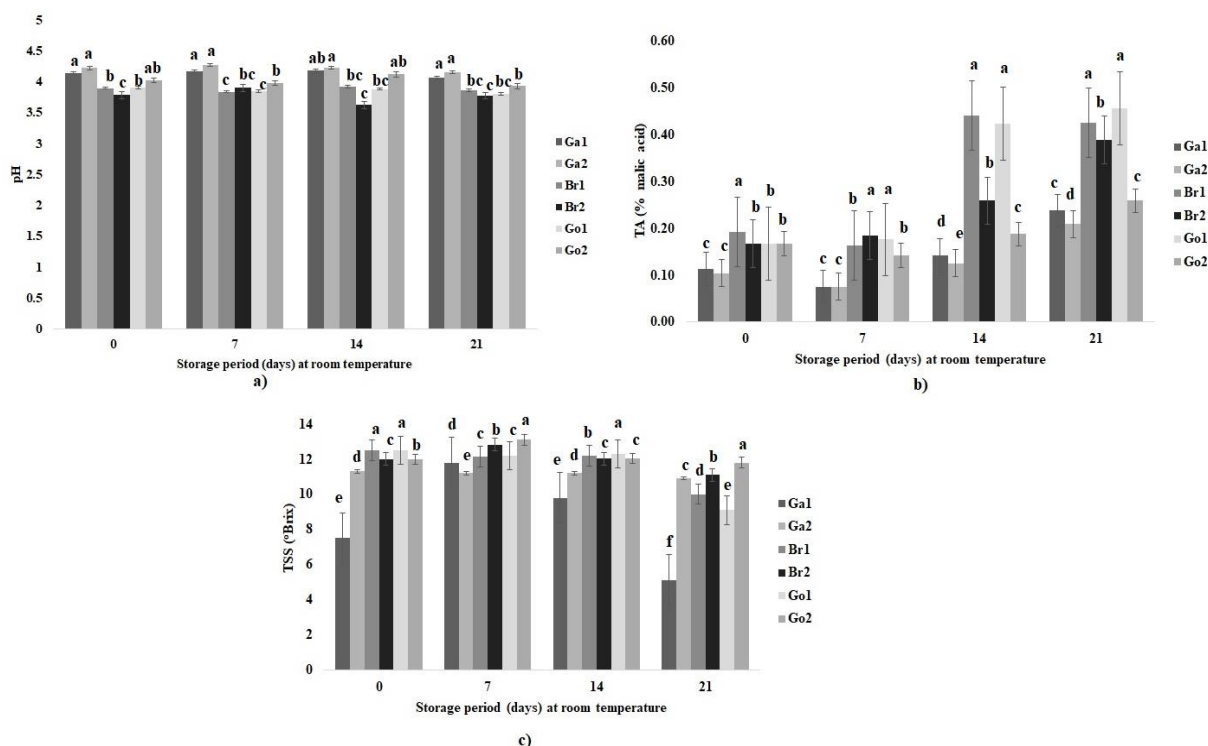 5
4.5
4
3.5
3
2.5
2
1.5
1
0.5
0
pH
a a b c b ab
a a c bc c b
ab a bc c bc ab
a a bc c bc b
0 7 14 21
Storage period (days) at room temperature
a)
Ga1
Ga2
Br1
Br2
Go1
Go2
0.60
0.50
0.40
0.30
0.20
0.10
0.00
TA (% malic acid)
c c a b b b
c c b a a b
d e a b a c
c d a b a c
0 7 14 21
Storage period (days) at room temperature
b)
Ga1
Ga2
Br1
Br2
Go1
Go2
14
12
10
8
6
4
2
0
TSS (°Brix)
e d a c a b
d e c b c a
e d b c a c
f c d b e a
0 7 14 21
Storage period (days) at room temperature
c)
Ga1
Ga2
Br1
Br2
Go1
Go2